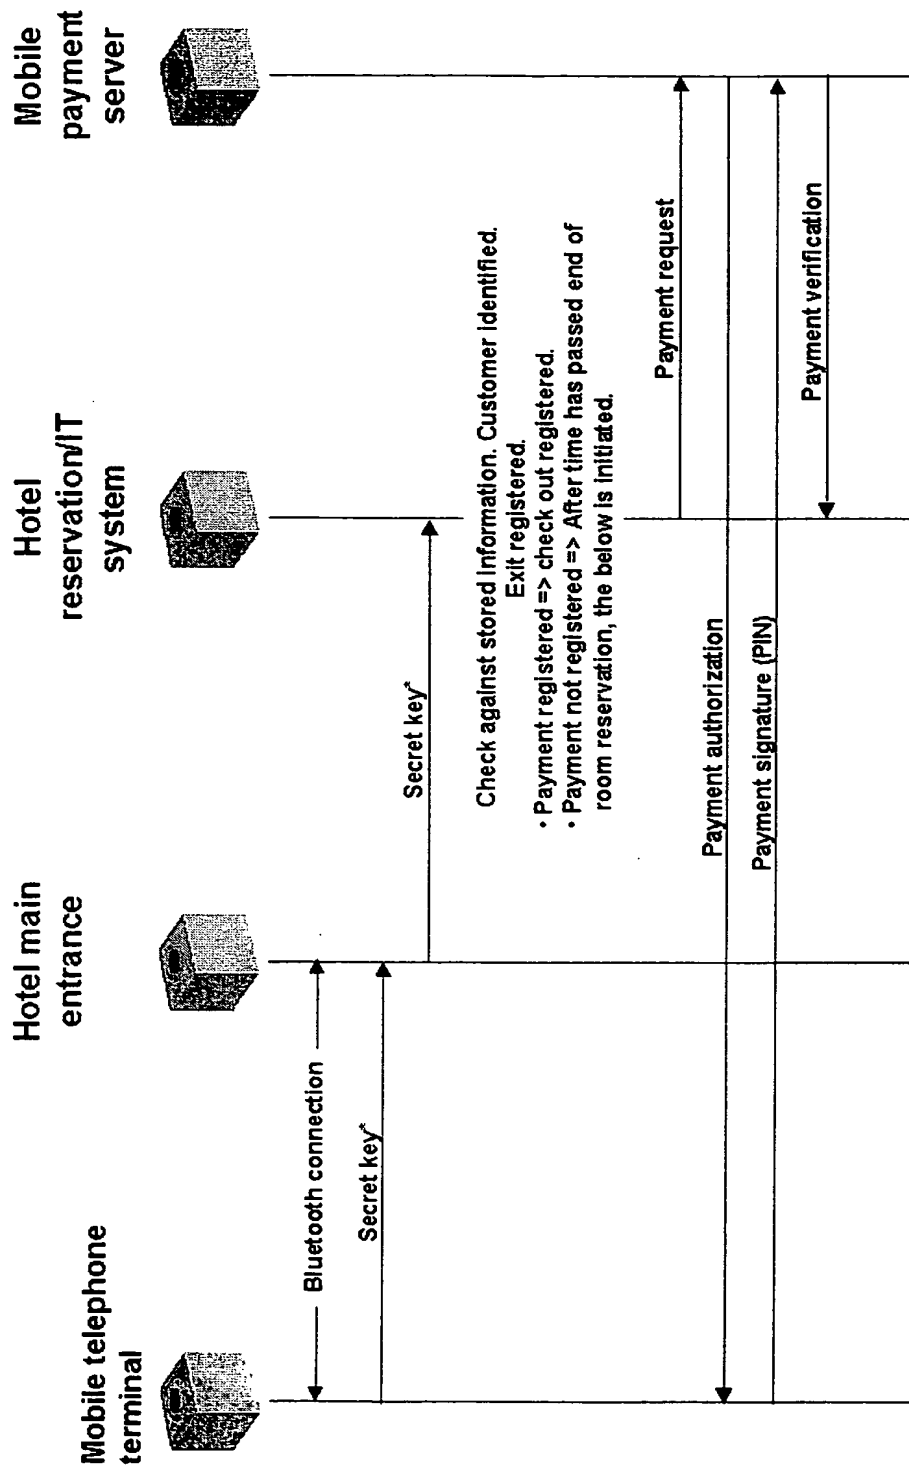 Mobile telephone
terminal
Hotel main
entrance
Hotel
reservation/IT
system
Mobile
payment
server
Bluetooth connection
Secret key*
Secret key*
Check against stored information. Customer identified.
Exit registered.
• Payment registered => check out registered.
• Payment not registered => After time has passed end of
room reservation, the below is initiated.
Payment request
Payment authorization
Payment signature (PIN)
Payment verification